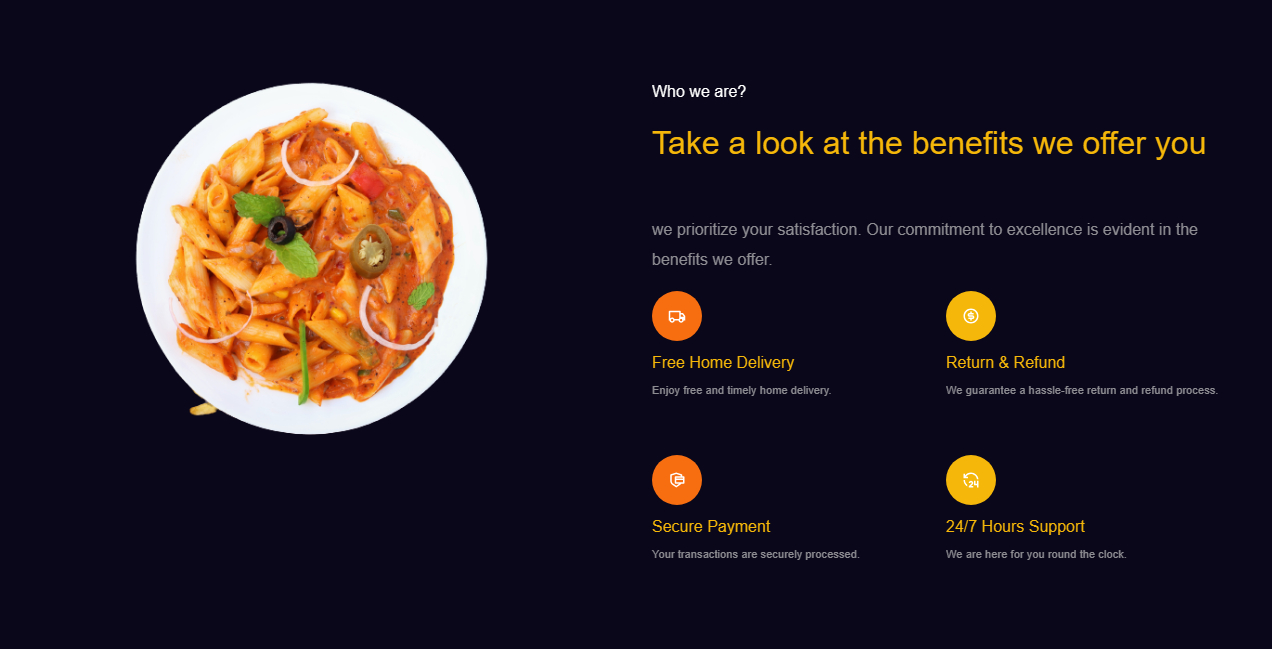 Who we are?
Take a look at the benefits we offer you
we prioritize your satisfaction. Our commitment to excellence is evident in the
benefits we offer.
Free Home Delivery
Enjoy free and timely home delivery.
Return & Refund
We guarantee a hassle-free return and refund process.
24
Secure Payment
Your transactions are securely processed.
24/7 Hours Support
We are here for you round the clock.